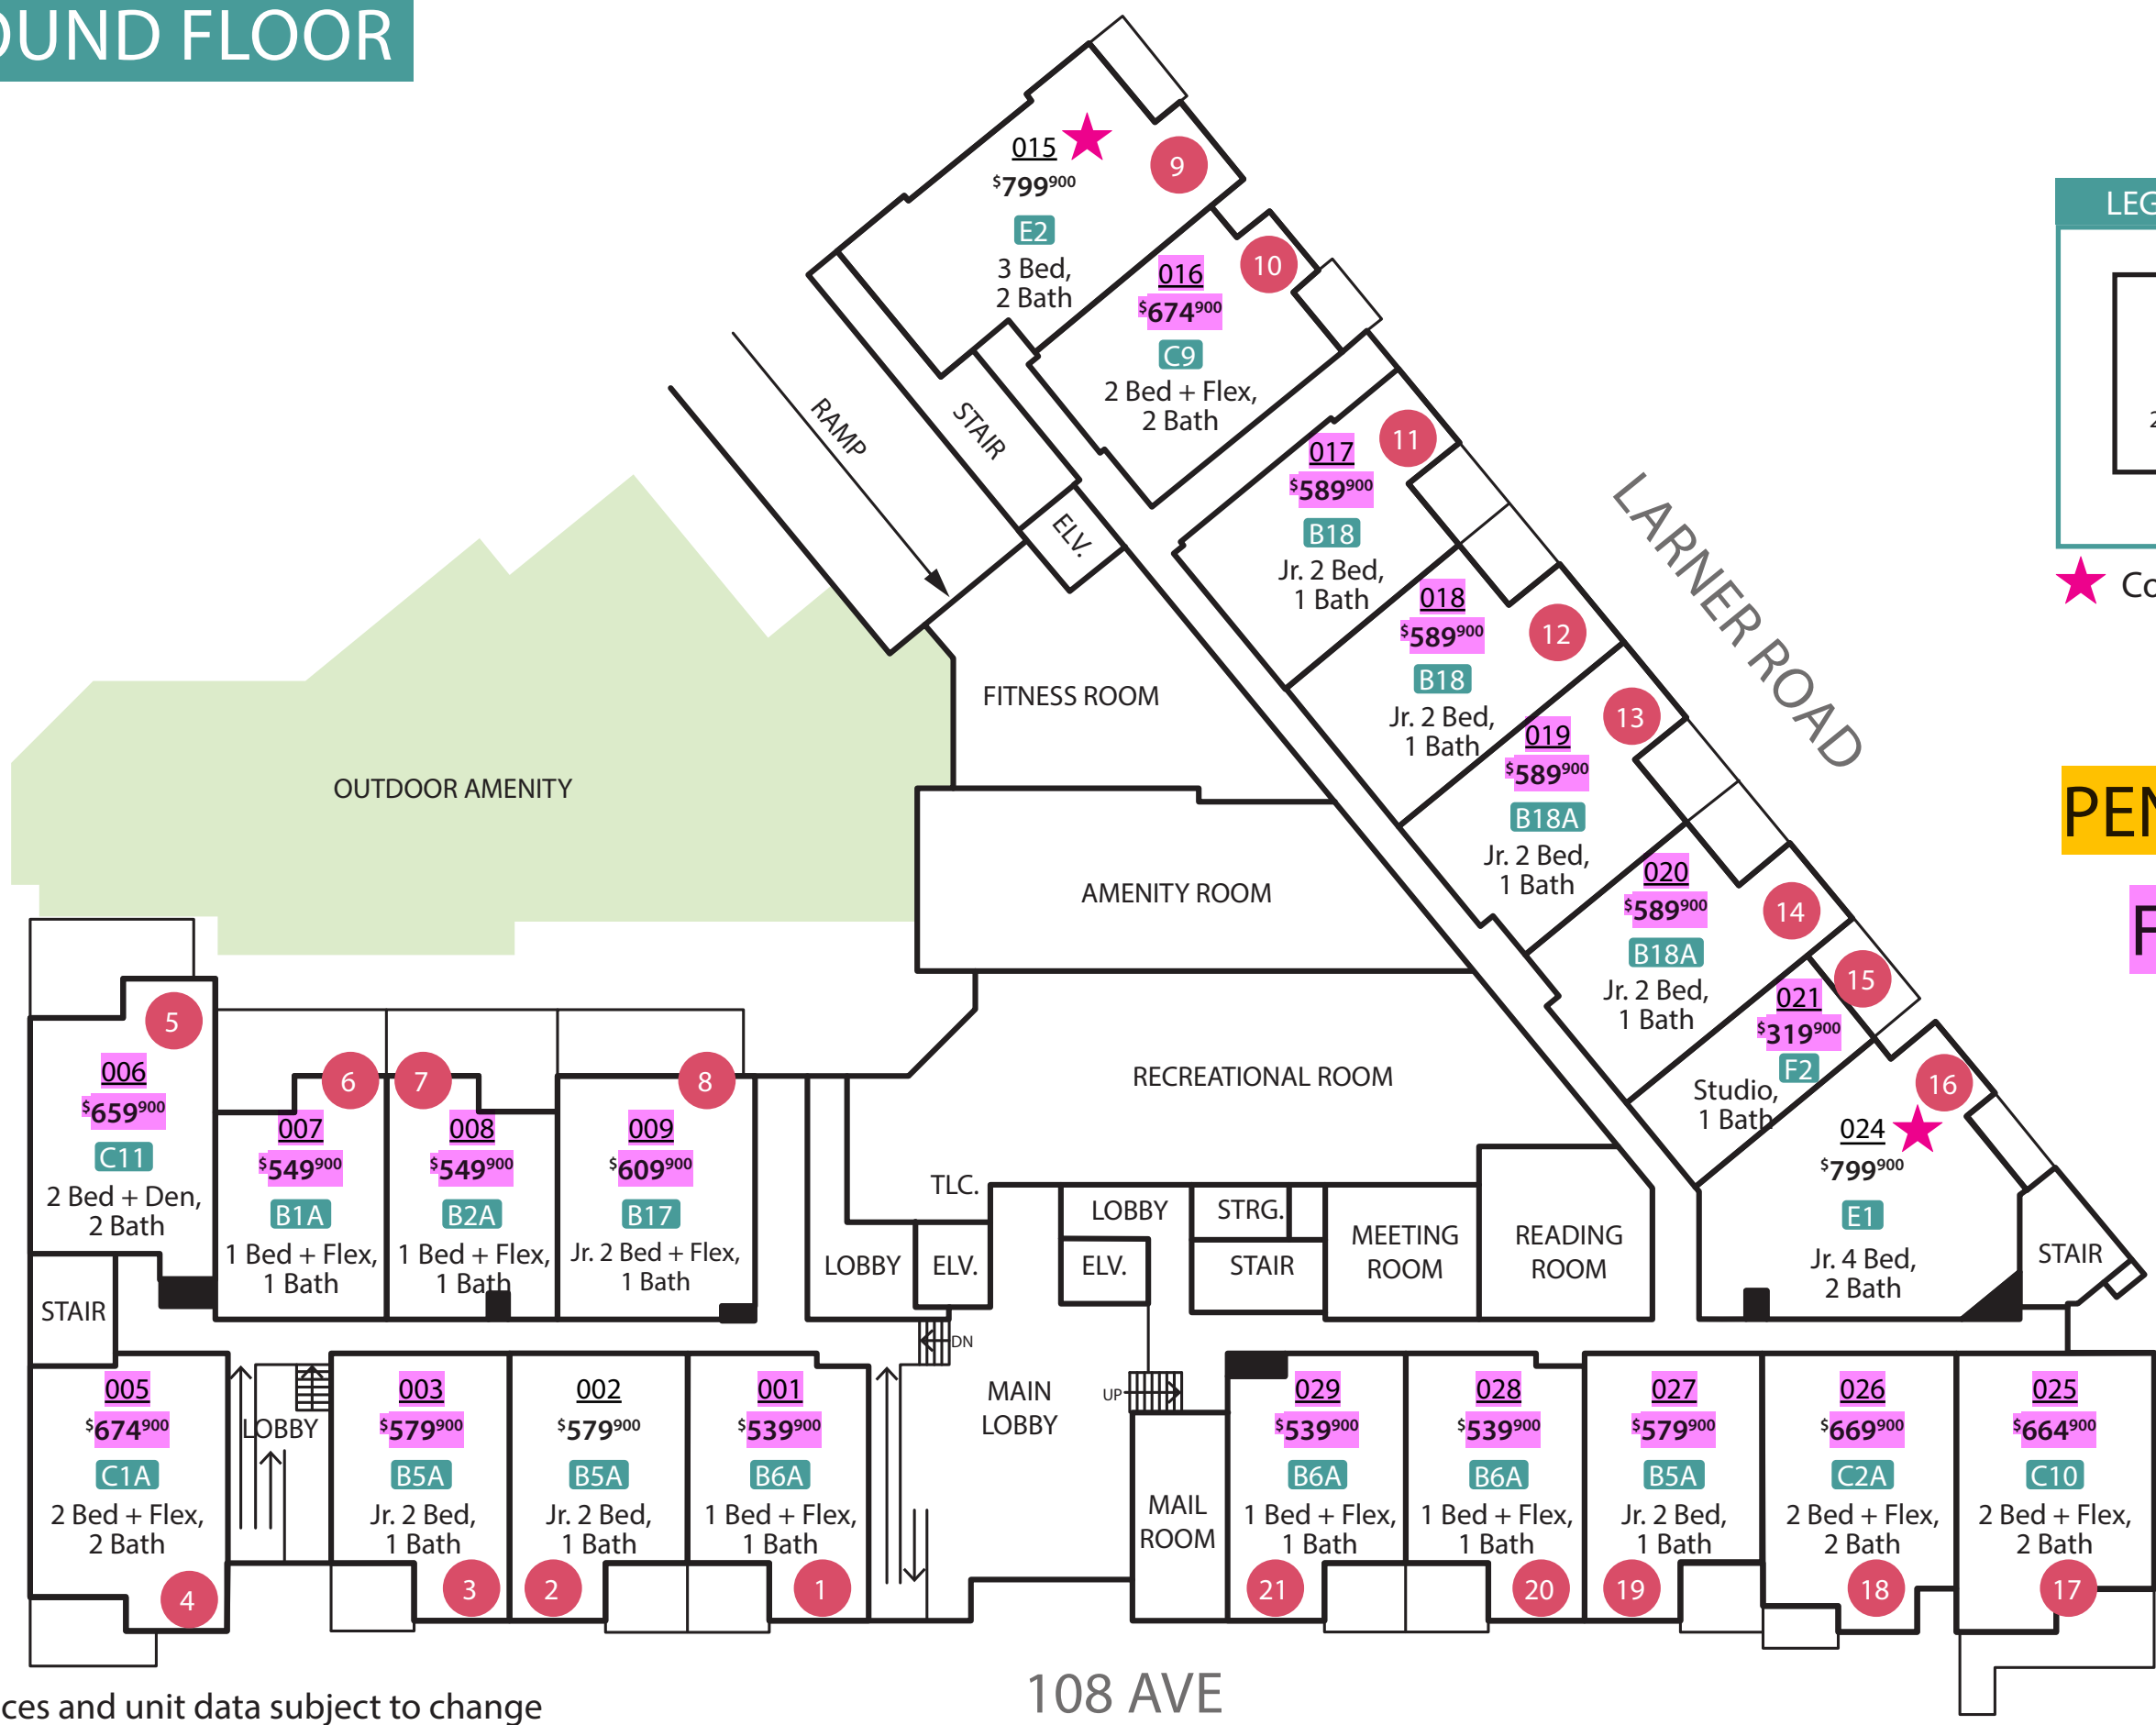 OUND FLOOR
015
$799900
E2
3 Bed,
2 Bath
9
016
$674900
C9
2 Bed + Flex,
2 Bath
10
017
$589900
B18
Jr. 2 Bed,
1 Bath
11
018
$589900
B18
Jr. 2 Bed,
1 Bath
12
019
$589900
B18A
Jr. 2 Bed,
1 Bath
13
020
$589900
B18A
Jr. 2 Bed,
1 Bath
14
021
$319900
F2
Studio,
1 Bath
15
024
$799900
E1
Jr. 4 Bed,
2 Bath
16
LARNER ROAD
LEG
2
Co
PEN
F
RAMP
STAIR
ELV.
FITNESS ROOM
OUTDOOR AMENITY
AMENITY ROOM
RECREATIONAL ROOM
5
006
$659900
C11
2 Bed + Den,
2 Bath
6
007
$549900
B1A
1 Bed + Flex,
1 Bath
7
008
$549900
B2A
1 Bed + Flex,
1 Bath
8
009
$609900
B17
Jr. 2 Bed + Flex,
1 Bath
TLC.
LOBBY
ELV.
LOBBY
ELV.
STRG.
STAIR
MEETING
ROOM
READING
ROOM
STAIR
STAIR
DN
UP
MAIN
LOBBY
MAIL
ROOM
005
$674900
C1A
2 Bed + Flex,
2 Bath
4
LOBBY
003
$579900
B5A
Jr. 2 Bed,
1 Bath
3
002
$579900
B5A
Jr. 2 Bed,
1 Bath
2
001
$539900
B6A
1 Bed + Flex,
1 Bath
1
029
$539900
B6A
1 Bed + Flex,
1 Bath
21
028
$539900
B6A
1 Bed + Flex,
1 Bath
20
027
$579900
B5A
Jr. 2 Bed,
1 Bath
19
026
$669900
C2A
2 Bed + Flex,
2 Bath
18
025
$664900
C10
2 Bed + Flex,
2 Bath
17
108 AVE
ces and unit data subject to change